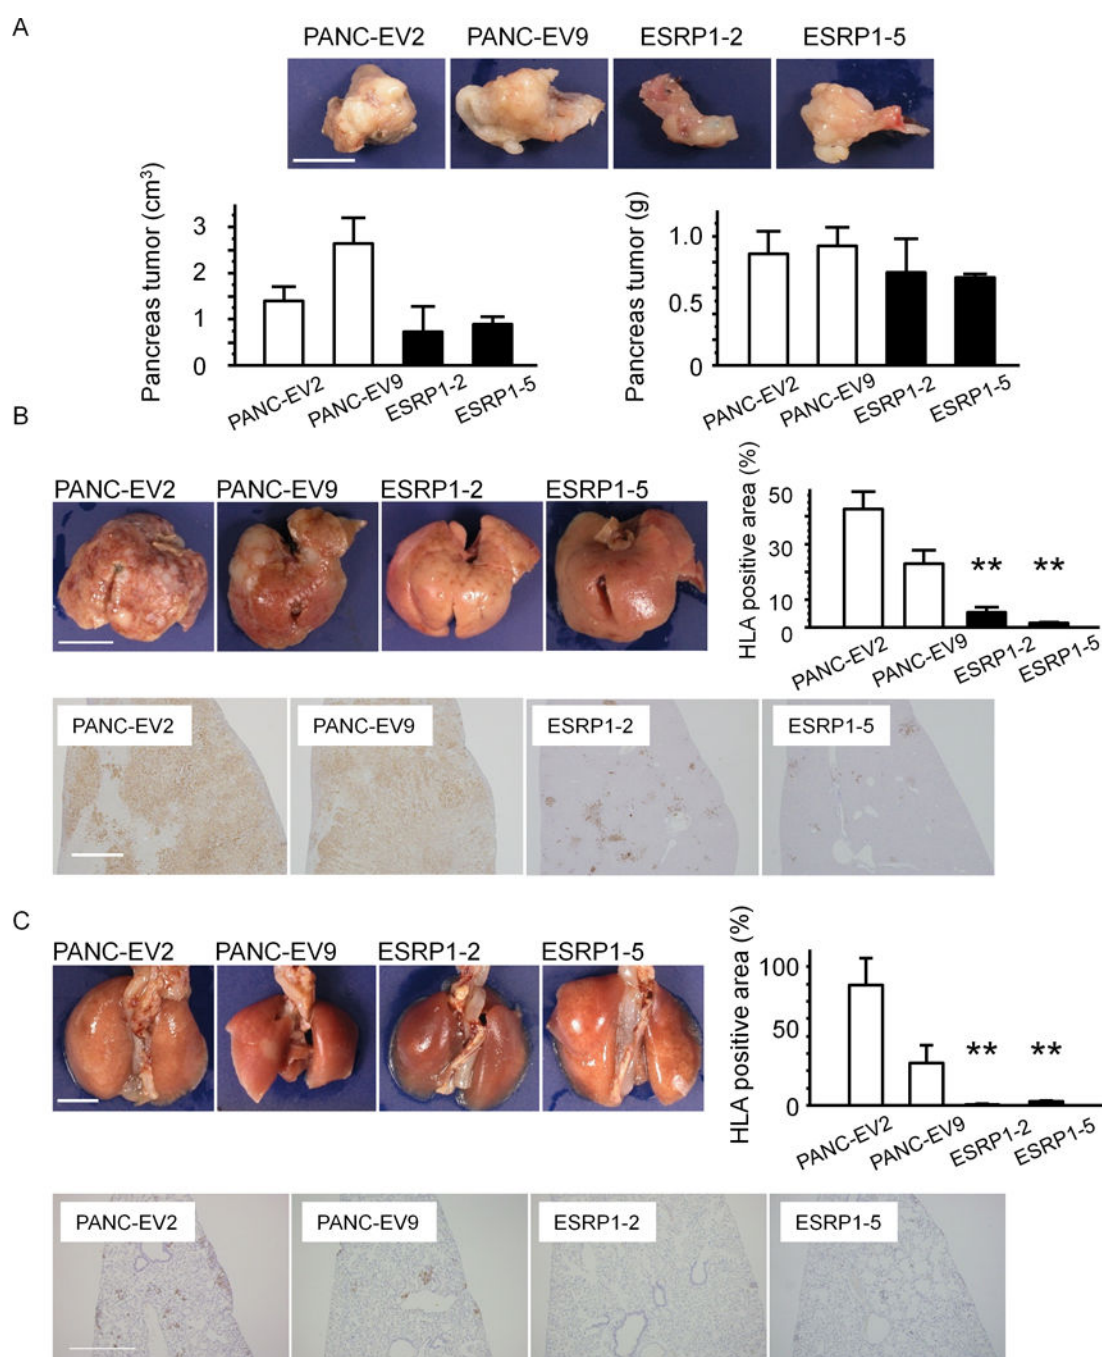 A
PANC-EV2 PANC-EV9 ESRP1-2 ESRP1-5
Pancreas tumor (cm³)
3
2
1
0
PANC-EV2 PANC-EV9 ESRP1-2 ESRP1-5
Pancreas tumor (g)
1.0
0.5
0
PANC-EV2 PANC-EV9 ESRP1-2 ESRP1-5
B
PANC-EV2 PANC-EV9 ESRP1-2 ESRP1-5
HLA positive area (%)
50
30
10
0
** **
PANC-EV2 PANC-EV9 ESRP1-2 ESRP1-5
PANC-EV2 PANC-EV9 ESRP1-2 ESRP1-5
C
PANC-EV2 PANC-EV9 ESRP1-2 ESRP1-5
HLA positive area (%)
100
50
0
** **
PANC-EV2 PANC-EV9 ESRP1-2 ESRP1-5
PANC-EV2 PANC-EV9 ESRP1-2 ESRP1-5